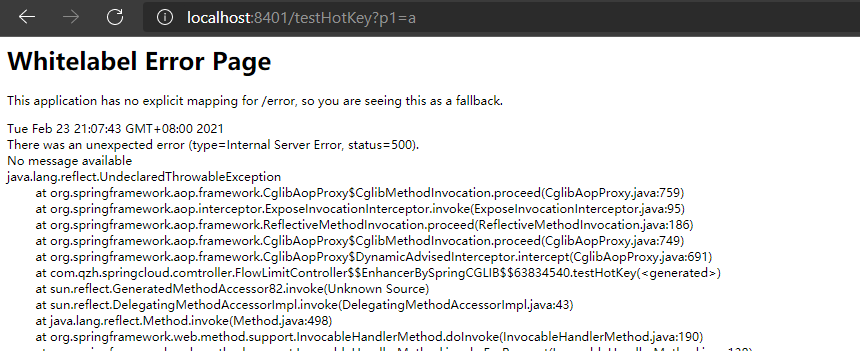 localhost:8401/testHotKey?p1=a
Whitelabel Error Page
This application has no explicit mapping for /error, so you are seeing this as a fallback.
Tue Feb 23 21:07:43 GMT+08:00 2021
There was an unexpected error (type=Internal Server Error, status=500).
No message available
java.lang.reflect.UndeclaredThrowableException
at org.springframework.aop.framework.CglibAopProxy$CglibMethodInvocation.proceed(CglibAopProxy.java:759)
at org.springframework.aop.interceptor.ExposeInvocationInterceptor.invoke(ExposeInvocationInterceptor.java:95)
at org.springframework.aop.framework.ReflectiveMethodInvocation.proceed(ReflectiveMethodInvocation.java:186)
at org.springframework.aop.framework.CglibAopProxy$CglibMethodInvocation.proceed(CglibAopProxy.java:749)
at org.springframework.aop.framework.CglibAopProxy$DynamicAdvisedInterceptor.intercept(CglibAopProxy.java:691)
at com.qzh.springcloud.comtroller.FlowLimitController$$EnhancerBySpringCGLIB$$63834540.testHotKey(<generated>)
at sun.reflect.GeneratedMethodAccessor82.invoke(Unknown Source)
at sun.reflect.DelegatingMethodAccessorImpl.invoke(DelegatingMethodAccessorImpl.java:43)
at java.lang.reflect.Method.invoke(Method.java:498)
at org.springframework.web.method.support.InvocableHandlerMethod.doInvoke(InvocableHandlerMethod.java:190)